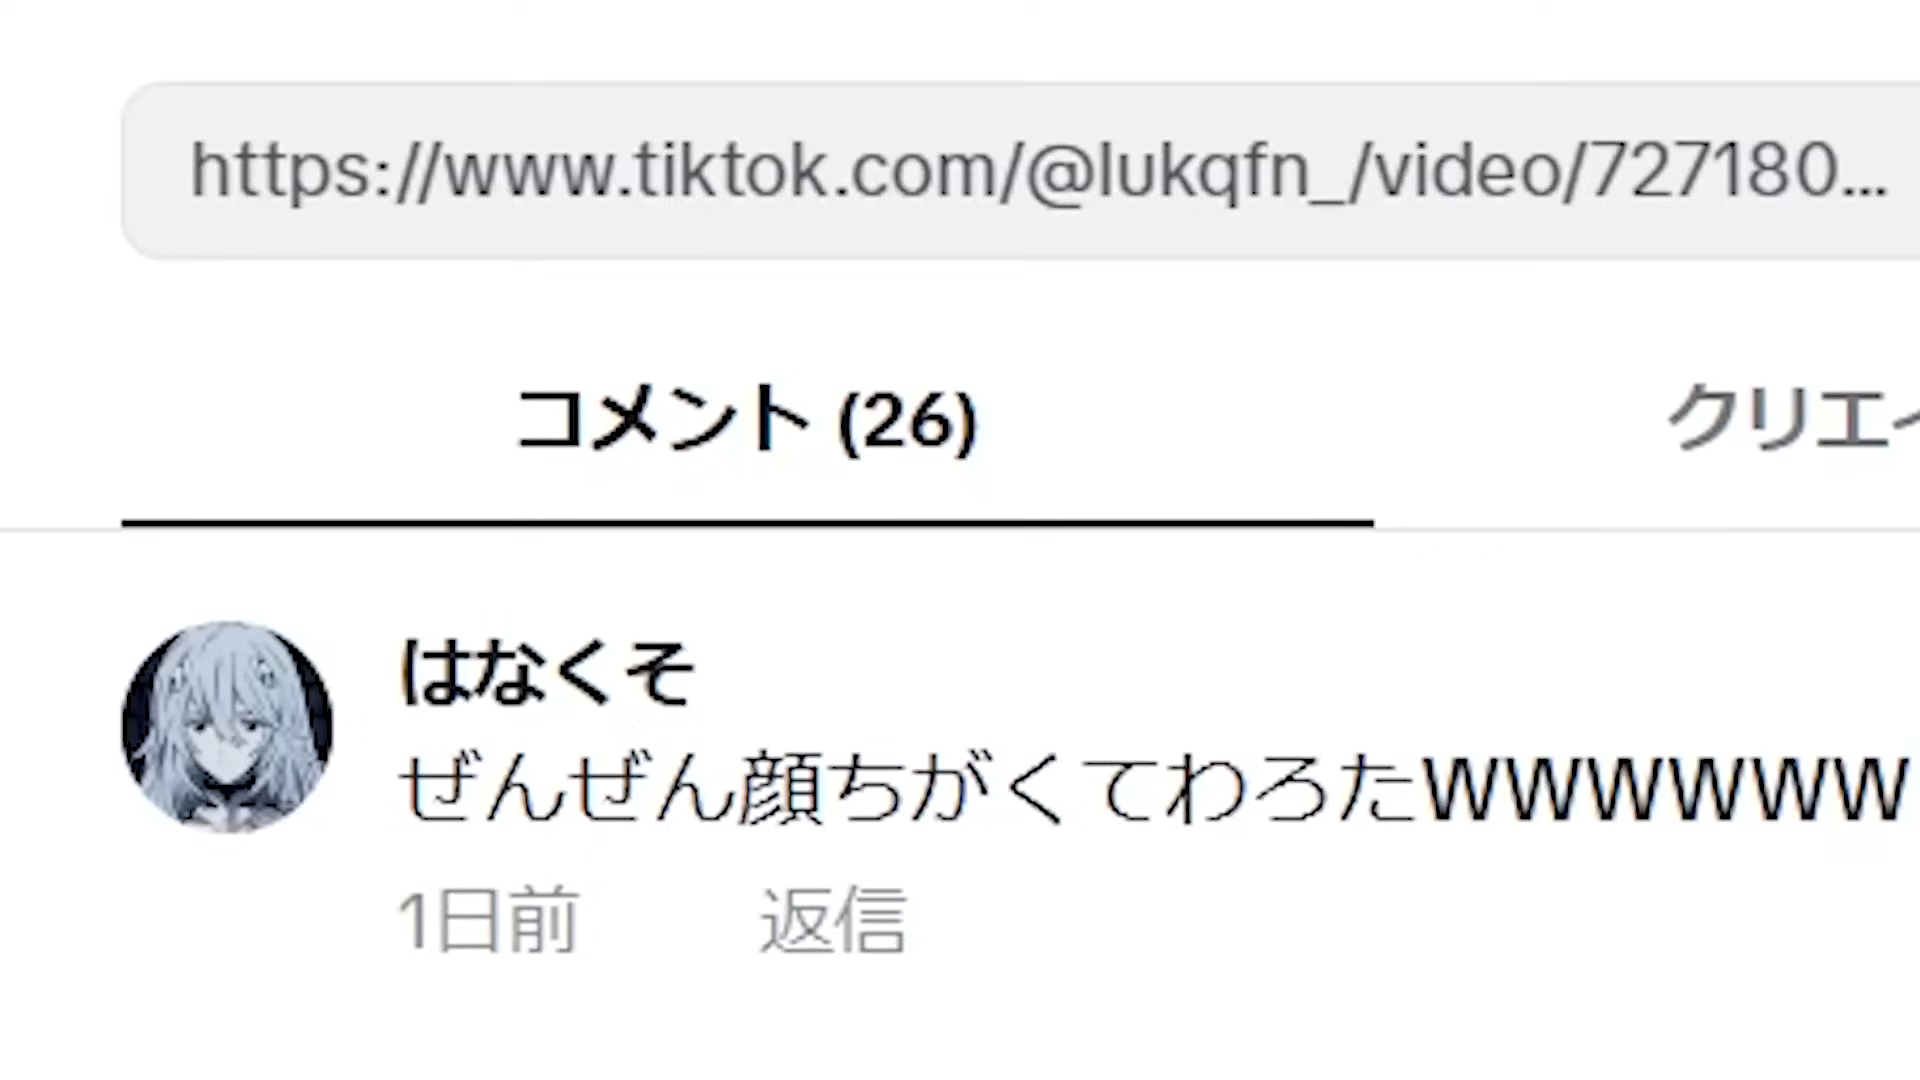 https://www.tiktok.com/@lukqfn_/video/727180...
コメント (26)
クリエイ
はなくそ
ぜんぜん顔ちがくてわろたwwwwww
1日前
返信